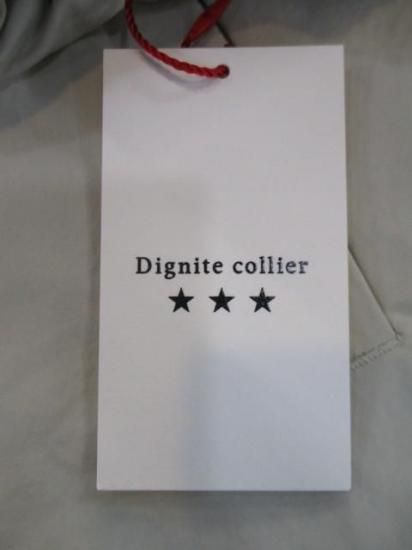 Dignite collier
★ ★ ★